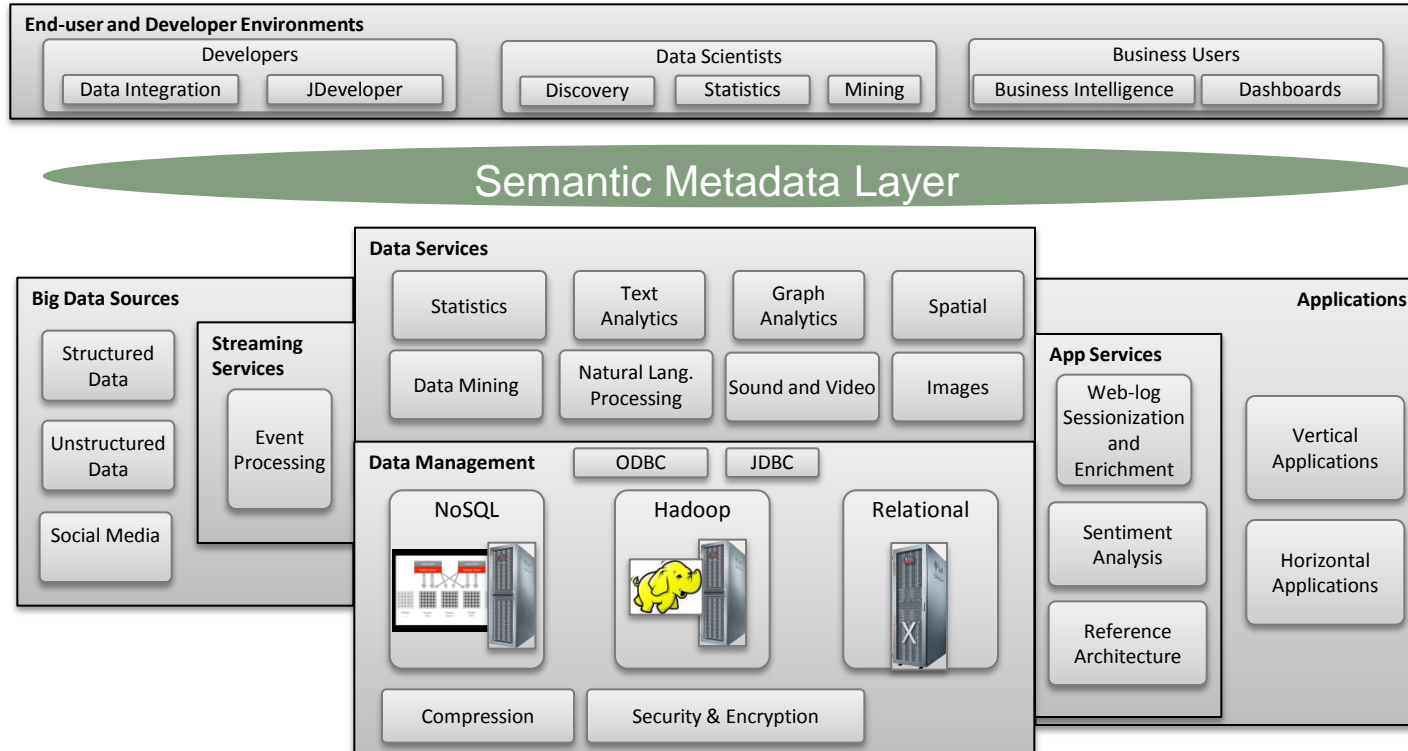 End-user and Developer Environments
Developers
Data Integration
JDeveloper
Data Scientists
Discovery
Statistics
Mining
Business Users
Business Intelligence
Dashboards
Semantic Metadata Layer
Big Data Sources
Structured
Data
Unstructured
Data
Social Media
Streaming
Services
Event
Processing
Data Services
Statistics
Text
Analytics
Graph
Analytics
Spatial
Data Mining
Natural Lang.
Processing
Sound and Video
Images
Data Management
ODBC
JDBC
NoSQL
Hadoop
Relational
X
Compression
Security & Encryption
App Services
Web-log
Sessionization
and
Enrichment
Sentiment
Analysis
Reference
Architecture
Applications
Vertical
Applications
Horizontal
Applications